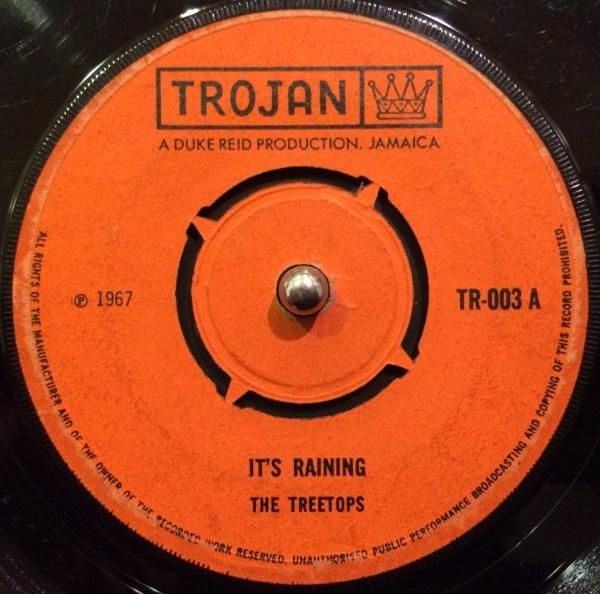 TROJAN
A DUKE REID PRODUCTION. JAMAICA
℗ 1967
TR-003 A
IT'S RAINING
THE TREETOPS
ALL RIGHTS OF THE MANUFACTURER AND OF THE OWNER OF THE RECORDED WORK RESERVED. UNAUTHORISED PUBLIC PERFORMANCE BROADCASTING AND COPYING OF THIS RECORD PROHIBITED.